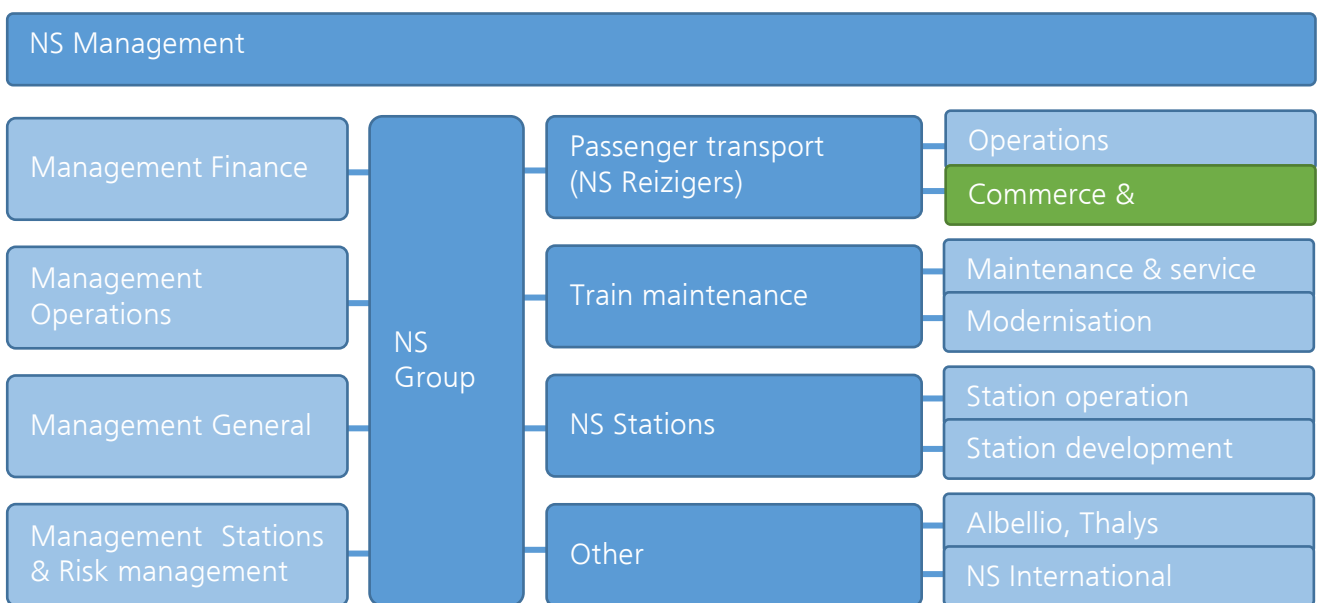 NS Management
Management Finance
Management
Operations
Management General
Management Stations
& Risk management
NS
Group
Passenger transport
(NS Reizigers)
Train maintenance
NS Stations
Other
Operations
Commerce &
Maintenance & service
Modernisation
Station operation
Station development
Albellio, Thalys
NS International